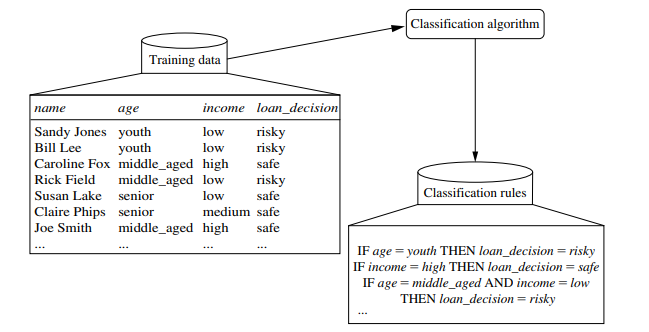 Classification algorithm
Training data
name age income loan_decision
Sandy Jones youth low risky
Bill Lee youth low risky
Caroline Fox middle_aged high safe
Rick Field middle_aged low risky
Susan Lake senior low safe
Claire Phips senior medium safe
Joe Smith middle_aged high safe
... ... ... ...
Classification rules
IF age = youth THEN loan_decision = risky
IF income = high THEN loan_decision = safe
IF age = middle_aged AND income = low
THEN loan_decision = risky
...